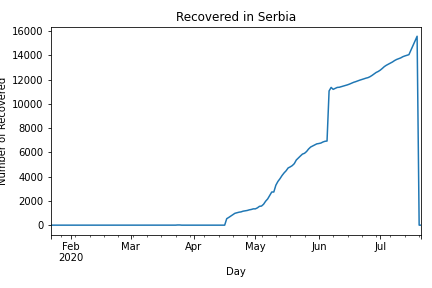 Recovered in Serbia
Number of Recovered
16000
14000
12000
10000
8000
6000
4000
2000
0
Feb
2020
Mar
Apr
May
Jun
Jul
Day